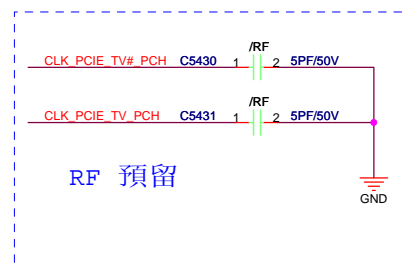 /RF
CLK_PCIE_TV#_PCH C5430 1 2 5PF/50V
/RF
CLK_PCIE_TV_PCH C5431 1 2 5PF/50V
RF 預留
GND